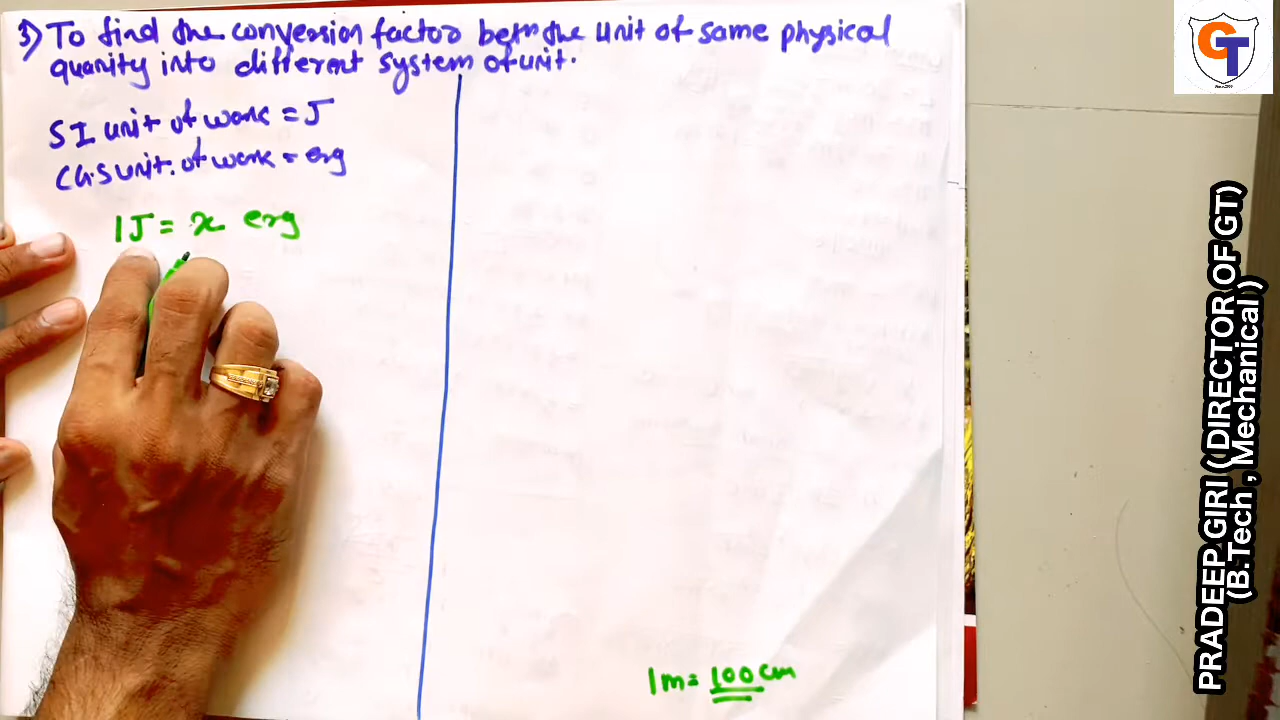 3) To find the conversion factor betn the unit of same physical
quanity into different system of unit.
SI unit of work = J
CG.S unit. of work = erg
1J = x erg
1m = 100 cm
GT
PRADEEP GIRI ( DIRECTOR OF GT)
(B.Tech , Mechanical )